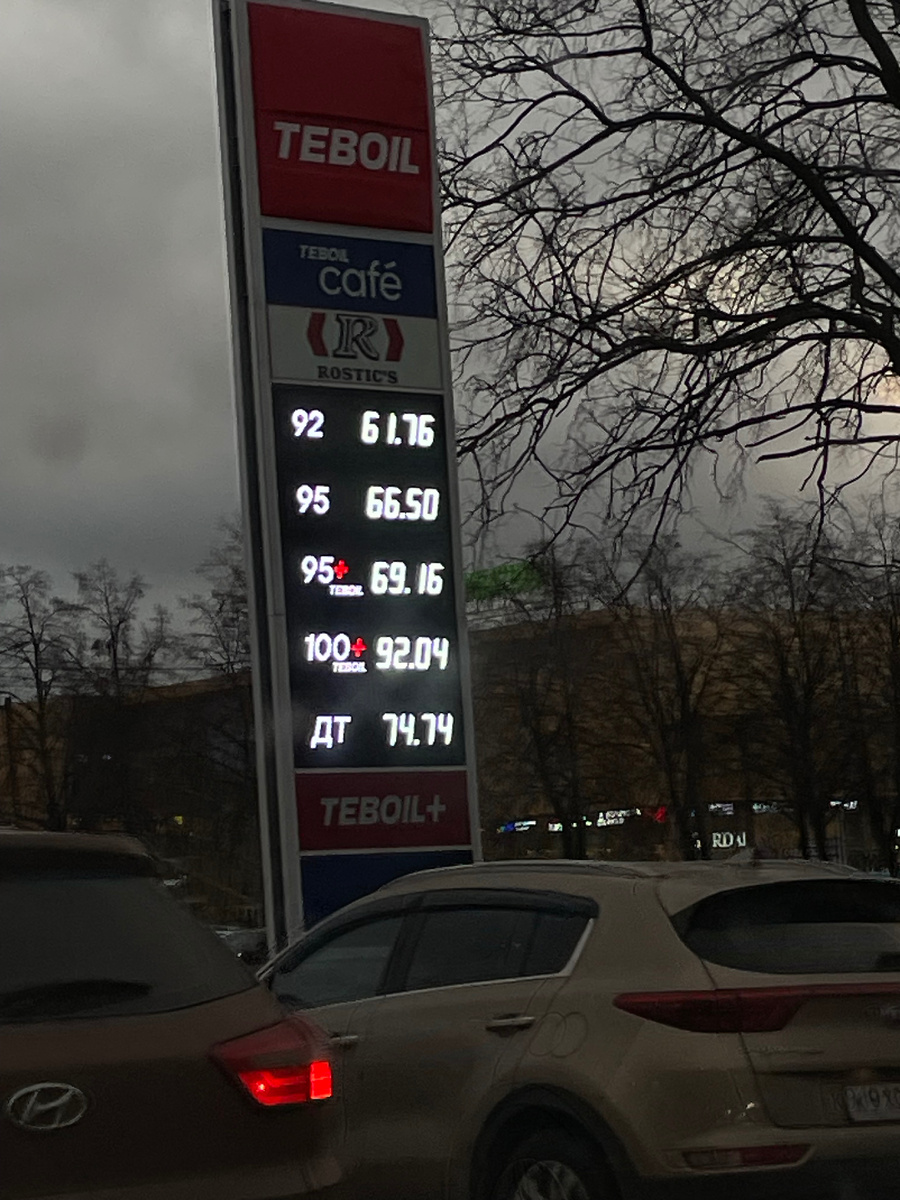 TEBOIL
TEBOIL
café
R
ROSTIC'S
92 61.76
95 66.50
95+ TEBOIL 69.16
100+ TEBOIL 92.04
ДТ 74.74
TEBOIL+